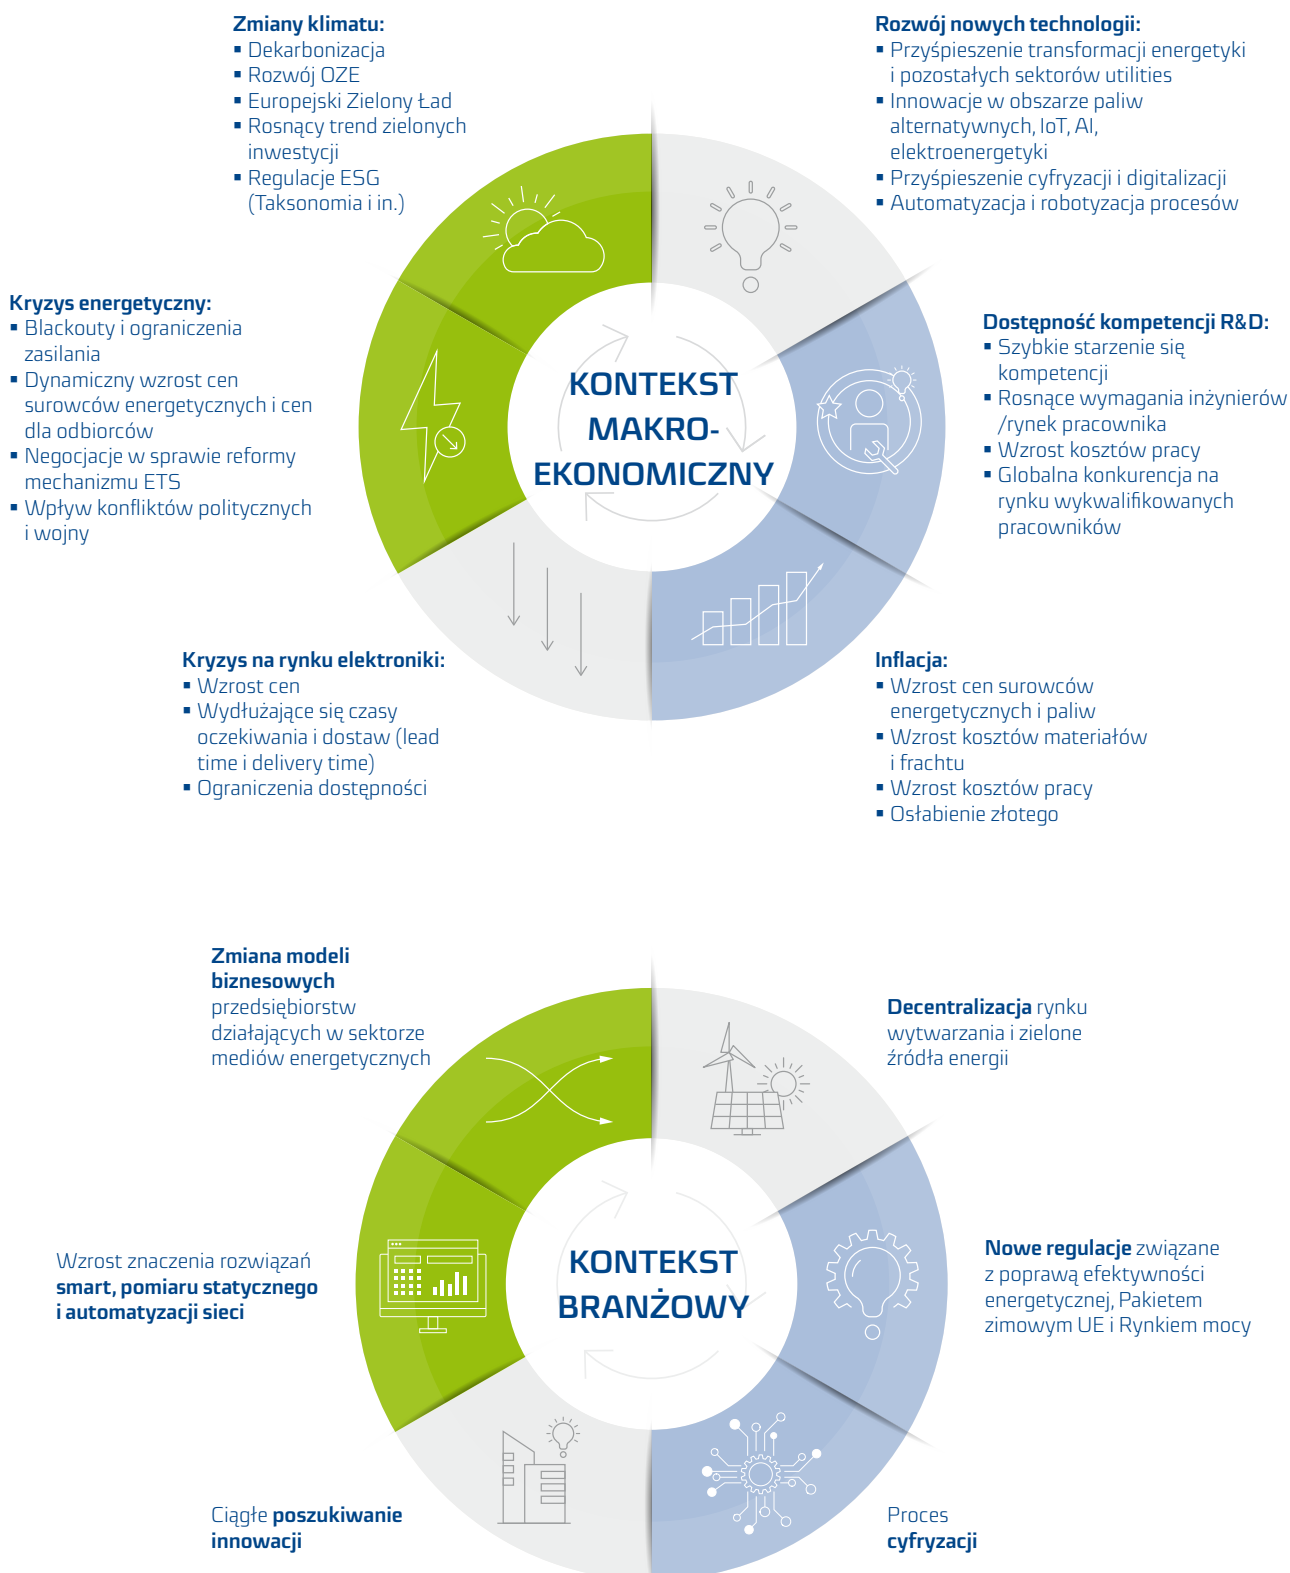 Zmiany klimatu:
▪ Dekarbonizacja
▪ Rozwój OZE
▪ Europejski Zielony Ład
▪ Rosnący trend zielonych
inwestycji
▪ Regulacje ESG
(Taksonomia i in.)
Rozwój nowych technologii:
▪ Przyśpieszenie transformacji energetyki
i pozostałych sektorów utilities
▪ Innowacje w obszarze paliw
alternatywnych, IoT, AI,
elektroenergetyki
▪ Przyśpieszenie cyfryzacji i digitalizacji
▪ Automatyzacja i robotyzacja procesów
Kryzys energetyczny:
▪ Blackouty i ograniczenia
zasilania
▪ Dynamiczny wzrost cen
surowców energetycznych i cen
dla odbiorców
▪ Negocjacje w sprawie reformy
mechanizmu ETS
▪ Wpływ konfliktów politycznych
i wojny
KONTEKST
MAKRO-
EKONOMICZNY
Dostępność kompetencji R&D:
▪ Szybkie starzenie się
kompetencji
▪ Rosnące wymagania inżynierów
/rynek pracownika
▪ Wzrost kosztów pracy
▪ Globalna konkurencja na
rynku wykwalifikowanych
pracowników
Kryzys na rynku elektroniki:
▪ Wzrost cen
▪ Wydłużające się czasy
oczekiwania i dostaw (lead
time i delivery time)
▪ Ograniczenia dostępności
Inflacja:
▪ Wzrost cen surowców
energetycznych i paliw
▪ Wzrost kosztów materiałów
i frachtu
▪ Wzrost kosztów pracy
▪ Osłabienie złotego
Zmiana modeli
biznesowych
przedsiębiorstw
działających w sektorze
mediów energetycznych
Decentralizacja rynku
wytwarzania i zielone
źródła energii
Wzrost znaczenia rozwiązań
smart, pomiaru statycznego
i automatyzacji sieci
KONTEKST
BRANŻOWY
Nowe regulacje związane
z poprawą efektywności
energetycznej, Pakietem
zimowym UE i Rynkiem mocy
Ciągłe poszukiwanie
innowacji
Proces
cyfryzacji